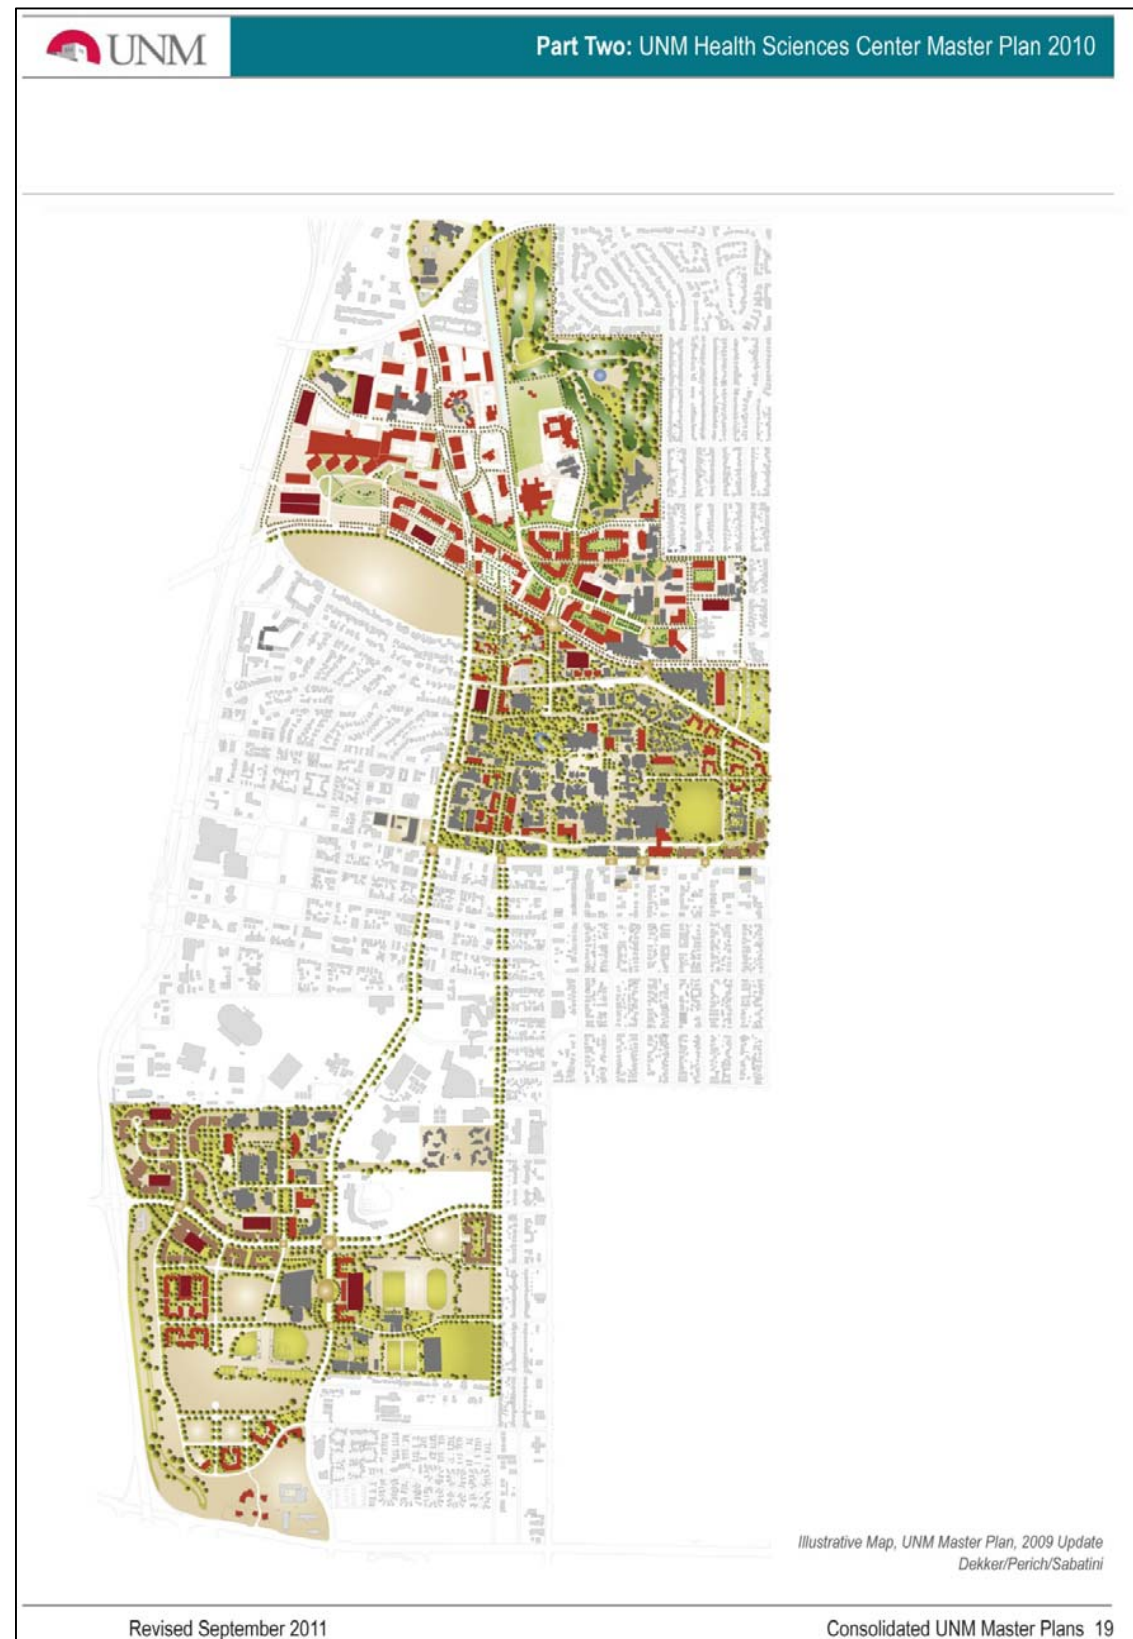 UNM
Part Two: UNM Health Sciences Center Master Plan 2010
Illustrative Map, UNM Master Plan, 2009 Update
Dekker/Perich/Sabatini
Revised September 2011
Consolidated UNM Master Plans 19